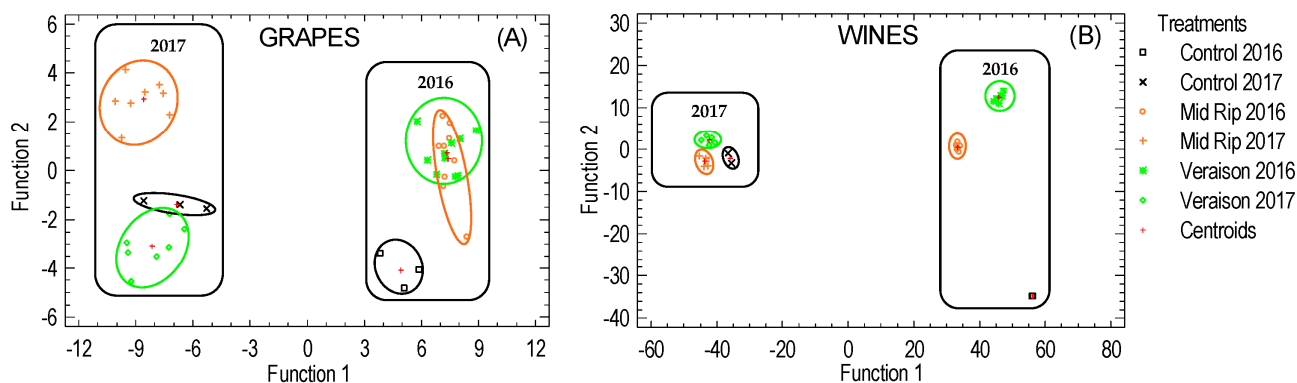 GRAPES
(A)
2017
2016
6
4
2
0
-2
-4
-6
-12
-9
-6
-3
0
3
6
9
12
Function 1
Function 2
WINES
(B)
2016
2017
30
20
10
0
-10
-20
-30
-40
-60
-40
-20
0
20
40
60
80
Function 1
Function 2
Treatments
Control 2016
Control 2017
Mid Rip 2016
Mid Rip 2017
Veraison 2016
Veraison 2017
Centroids